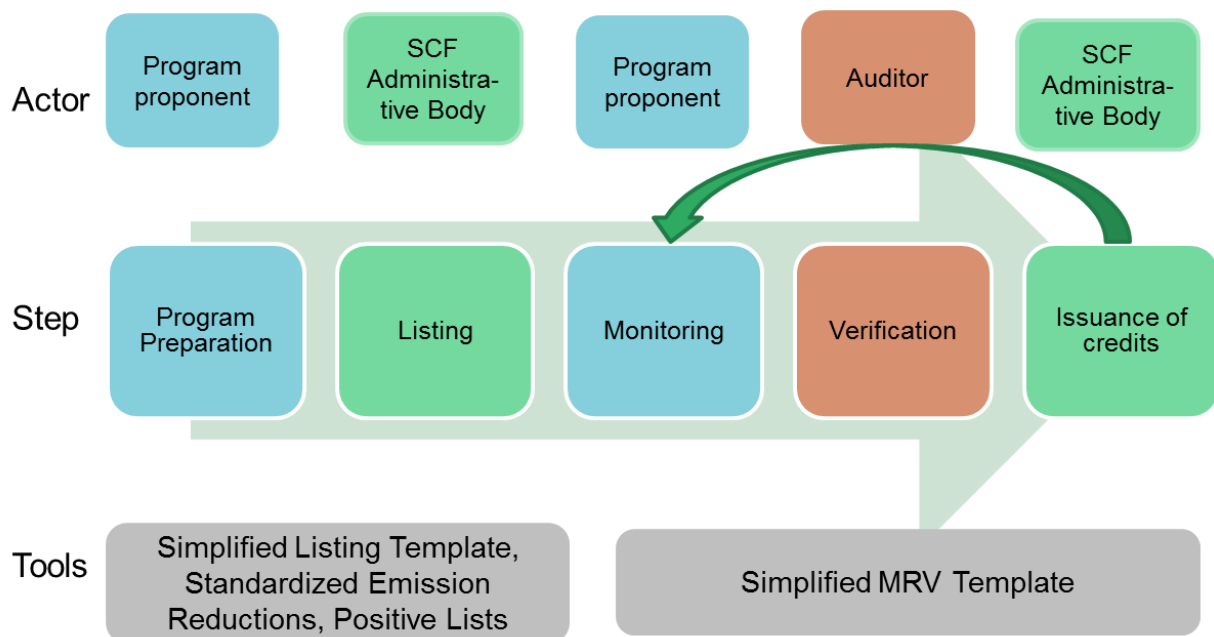 Actor
Program
proponent
SCF
Administra-
tive Body
Program
proponent
Auditor
SCF
Administra-
tive Body
Step
Program
Preparation
Listing
Monitoring
Verification
Issuance of
credits
Tools
Simplified Listing Template,
Standardized Emission
Reductions, Positive Lists
Simplified MRV Template